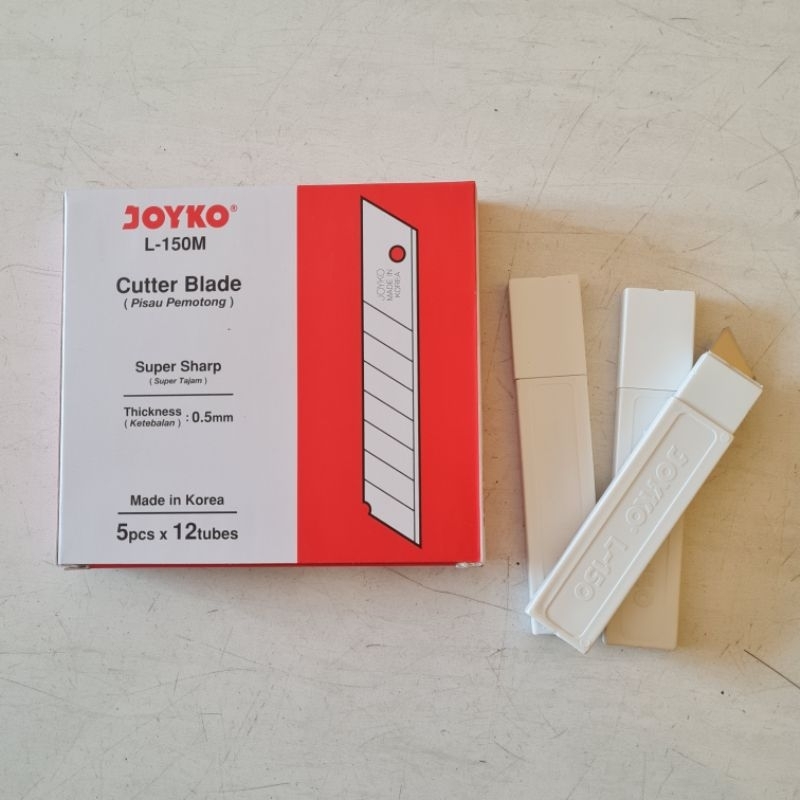 JOYKO®
L-150M
Cutter Blade
( Pisau Pemotong )
Super Sharp
( Super Tajam )
Thickness : 0.5mm
( Ketebalan )
Made in Korea
5pcs x 12tubes
JOYKO
MADE IN
KOREA
JOYKO L-150